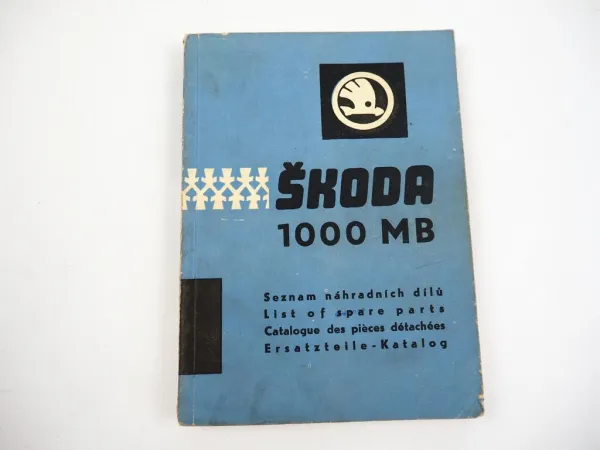 ŠKODA
1000 MB
Seznam náhradních dílů
List of spare parts
Catalogue des pièces détachées
Ersatzteile-Katalog